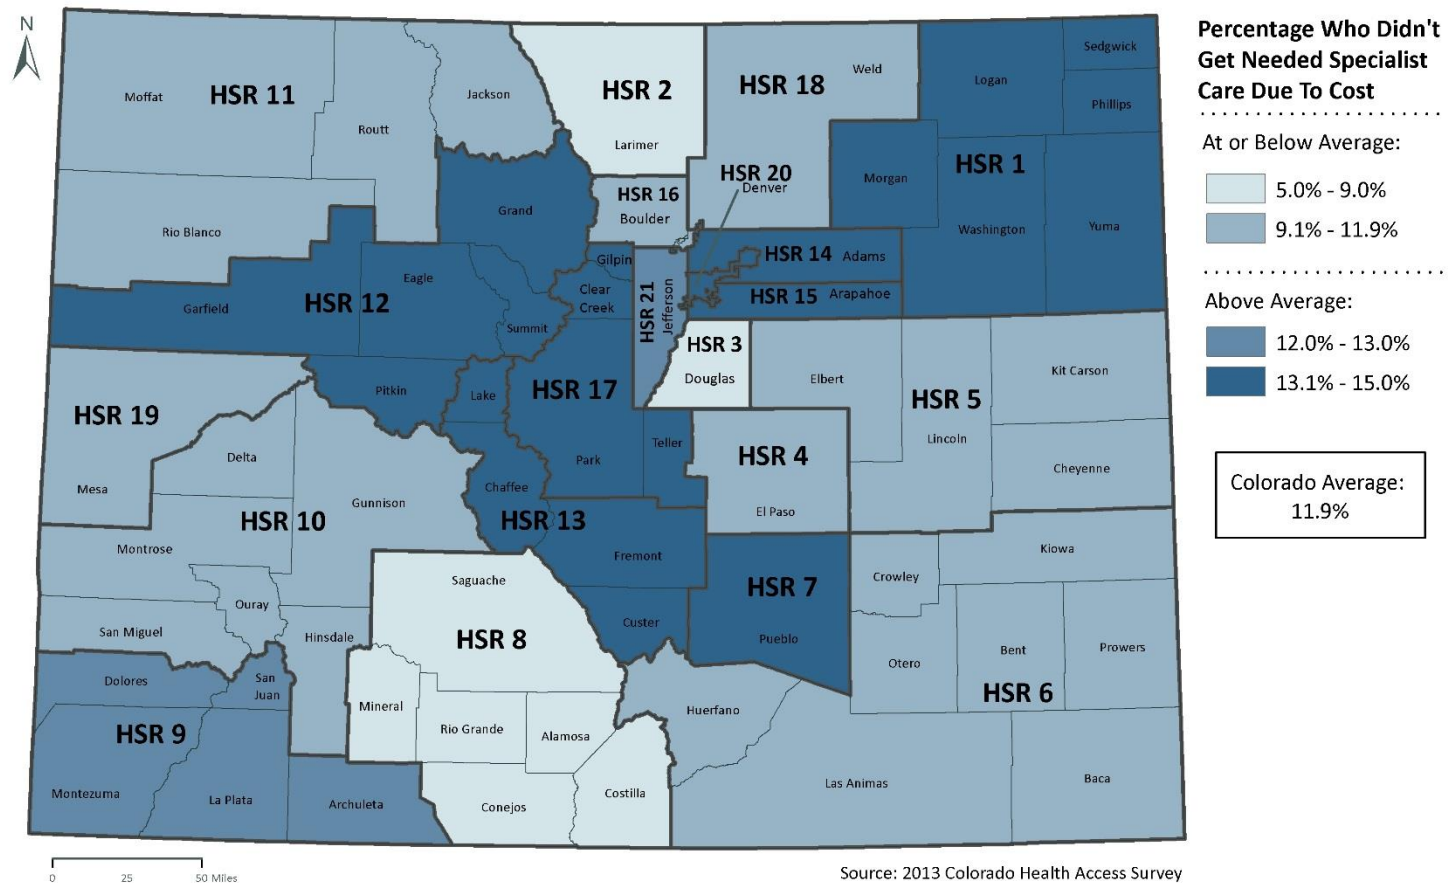 N
Percentage Who Didn't
Get Needed Specialist
Care Due To Cost
At or Below Average:
5.0% - 9.0%
9.1% - 11.9%
Above Average:
12.0% - 13.0%
13.1% - 15.0%
Colorado Average:
11.9%
HSR 11
Moffat
Routt
Jackson
Rio Blanco
HSR 2
Larimer
HSR 18
Weld
HSR 1
Logan
Sedgwick
Phillips
Morgan
Washington
Yuma
HSR 16
Boulder
HSR 20
Denver
HSR 12
Garfield
Eagle
Grand
Summit
Pitkin
HSR 17
Gilpin
Clear
Creek
Park
Teller
HSR 21
Jefferson
HSR 14
Adams
HSR 15
Arapahoe
HSR 3
Douglas
HSR 5
Elbert
Lincoln
Kit Carson
Cheyenne
HSR 19
Mesa
HSR 10
Delta
Gunnison
Montrose
Ouray
San Miguel
Hinsdale
HSR 13
Lake
Chaffee
Fremont
Custer
HSR 4
El Paso
HSR 7
Pueblo
HSR 6
Crowley
Kiowa
Otero
Bent
Prowers
Huerfano
Las Animas
Baca
HSR 8
Saguache
Mineral
Rio Grande
Alamosa
Conejos
Costilla
HSR 9
Dolores
San
Juan
Montezuma
La Plata
Archuleta
0 25 50 Miles
Source: 2013 Colorado Health Access Survey